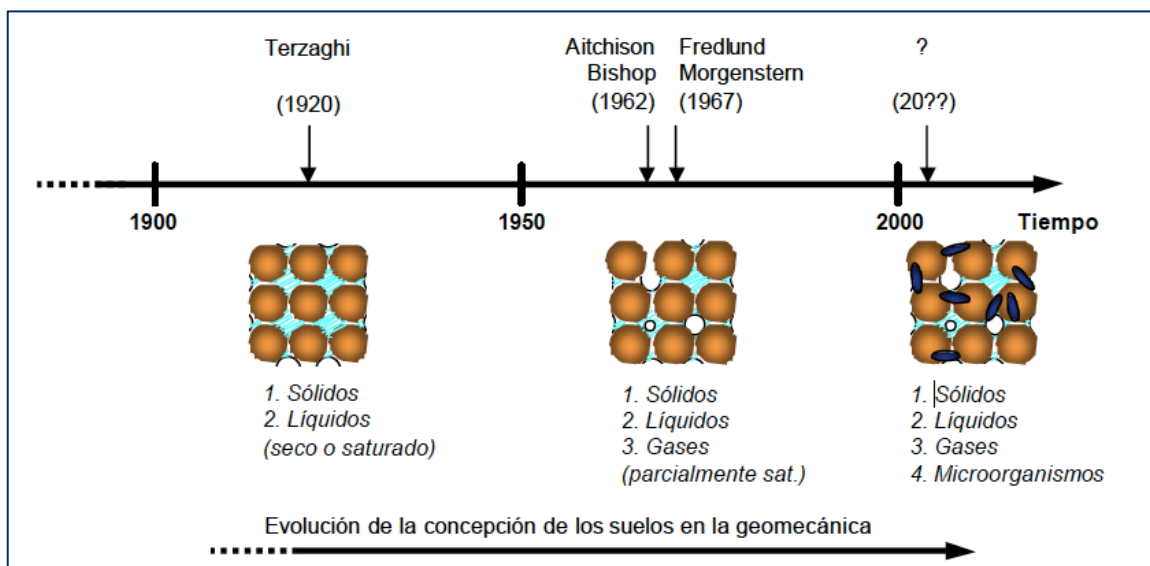 Terzaghi
(1920)
Aitchison
Bishop
(1962)
Fredlund
Morgenstern
(1967)
?
(20??)
1900
1950
2000
Tiempo
1. Sólidos
2. Líquidos
(seco o saturado)
1. Sólidos
2. Líquidos
3. Gases
(parcialmente sat.)
1. Sólidos
2. Líquidos
3. Gases
4. Microorganismos
Evolución de la concepción de los suelos en la geomecánica